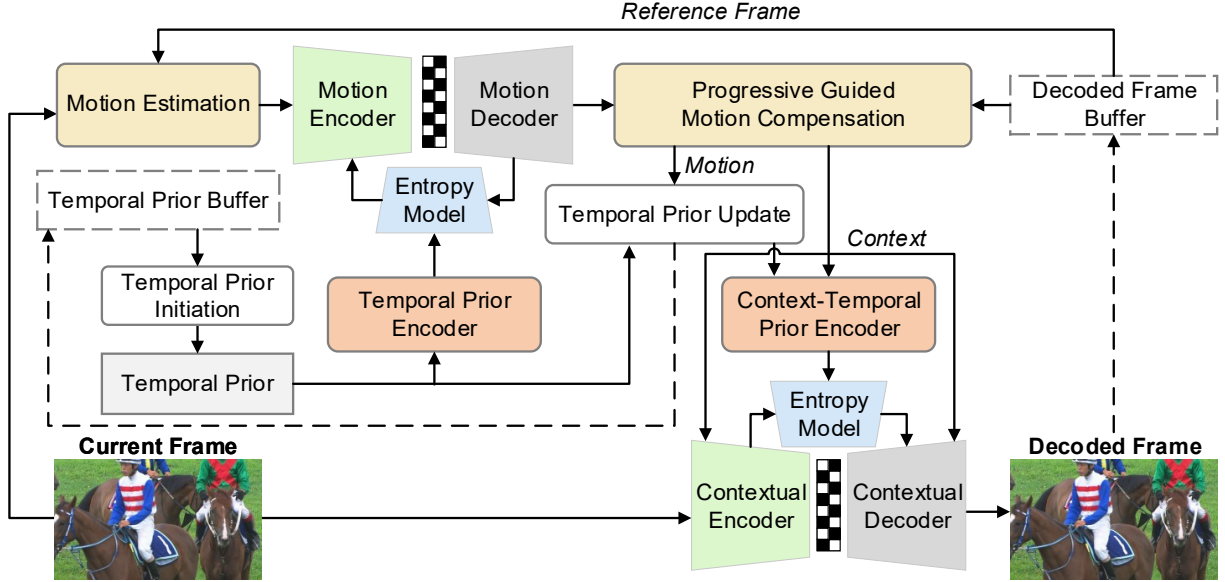 Reference Frame
Motion Estimation
Motion
Encoder
Motion
Decoder
Progressive Guided
Motion Compensation
Decoded Frame
Buffer
Motion
Temporal Prior Buffer
Entropy
Model
Temporal Prior Update
Context
Temporal Prior
Initiation
Temporal Prior
Encoder
Context-Temporal
Prior Encoder
Temporal Prior
Entropy
Model
Current Frame
Decoded Frame
Contextual
Encoder
Contextual
Decoder